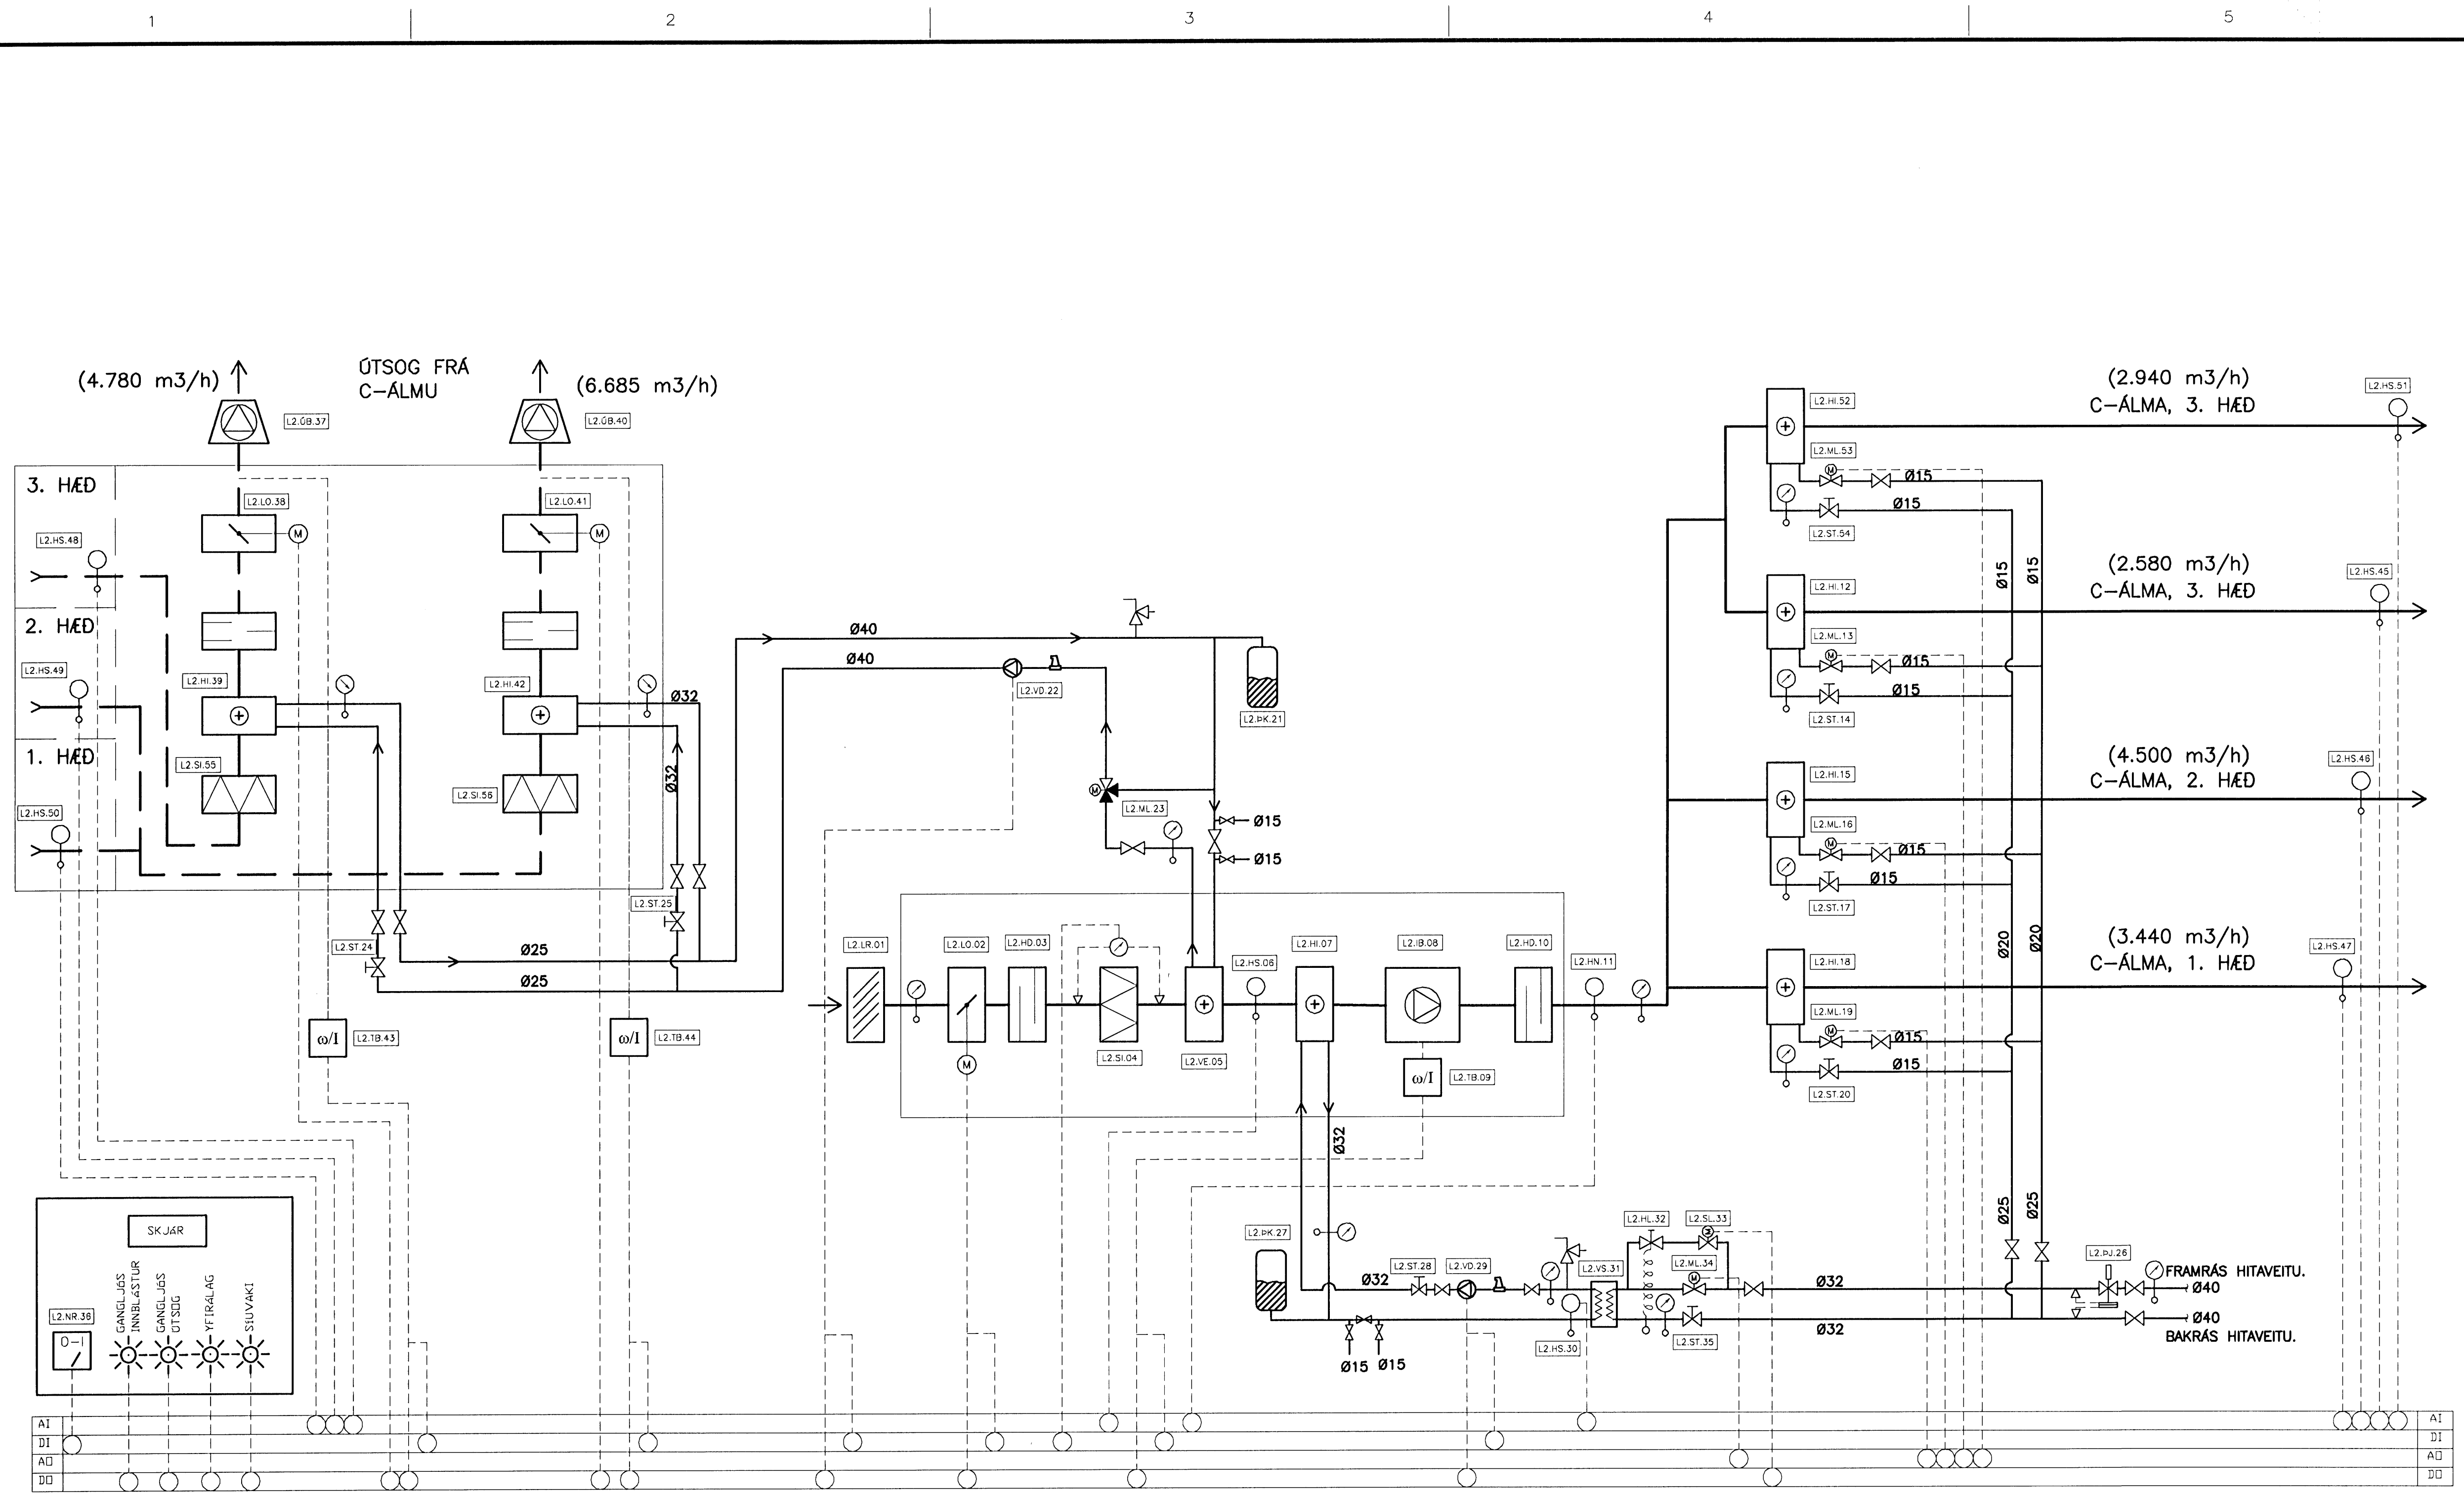 1 2 3 4 5
(4.780 m3/h)
ÚTSOG FRÁ
C-ÁLMU
(6.685 m3/h)
L2.ÚB.37
L2.ÚB.40
3. HÆÐ
L2.LO.38
L2.LO.41
M
M
L2.HS.48
2. HÆÐ
L2.HS.49
L2.HI.39
L2.HI.42
Ø32
Ø32
1. HÆÐ
L2.SI.55
L2.SI.56
L2.HS.50
L2.ST.24
L2.ST.25
Ø25
Ø25
ω/I
L2.TB.43
ω/I
L2.TB.44
Ø40
Ø40
L2.VD.22
L2.ÞK.21
M
L2.ML.23
Ø15
Ø15
L2.LR.01
L2.LO.02
L2.HD.03
L2.SI.04
L2.VE.05
L2.HS.06
L2.HI.07
L2.IB.08
L2.HD.10
L2.HN.11
M
ω/I
L2.TB.09
Ø32
L2.HI.52
(2.940 m3/h)
C-ÁLMA, 3. HÆÐ
L2.HS.51
L2.ML.53
M
Ø15
Ø15
L2.ST.54
L2.HI.12
Ø15
Ø15
(2.580 m3/h)
C-ÁLMA, 3. HÆÐ
L2.HS.45
L2.ML.13
M
Ø15
Ø15
L2.ST.14
L2.HI.15
(4.500 m3/h)
C-ÁLMA, 2. HÆÐ
L2.HS.46
L2.ML.16
M
Ø15
Ø15
L2.ST.17
L2.HI.18
Ø20
Ø20
(3.440 m3/h)
C-ÁLMA, 1. HÆÐ
L2.HS.47
L2.ML.19
M
Ø15
Ø15
L2.ST.20
Ø25
Ø25
L2.ÞK.27
L2.ST.28
L2.VD.29
Ø32
L2.VS.31
L2.HL.32
L2.SL.33
L2.ML.34
M
L2.HS.30
L2.ST.35
Ø32
Ø32
Ø15 Ø15
L2.ÞJ.26
FRAMRÁS HITAVEITU.
Ø40
Ø40
BAKRÁS HITAVEITU.
SKJÁR
L2.NR.36
0-I
GANGLJÓS
INNBLÁSTUR
GANGLJÓS
ÚTSOG
YFIRÁLAG
SÍUVAKI
AI AI
DI DI
AO AO
DO DO